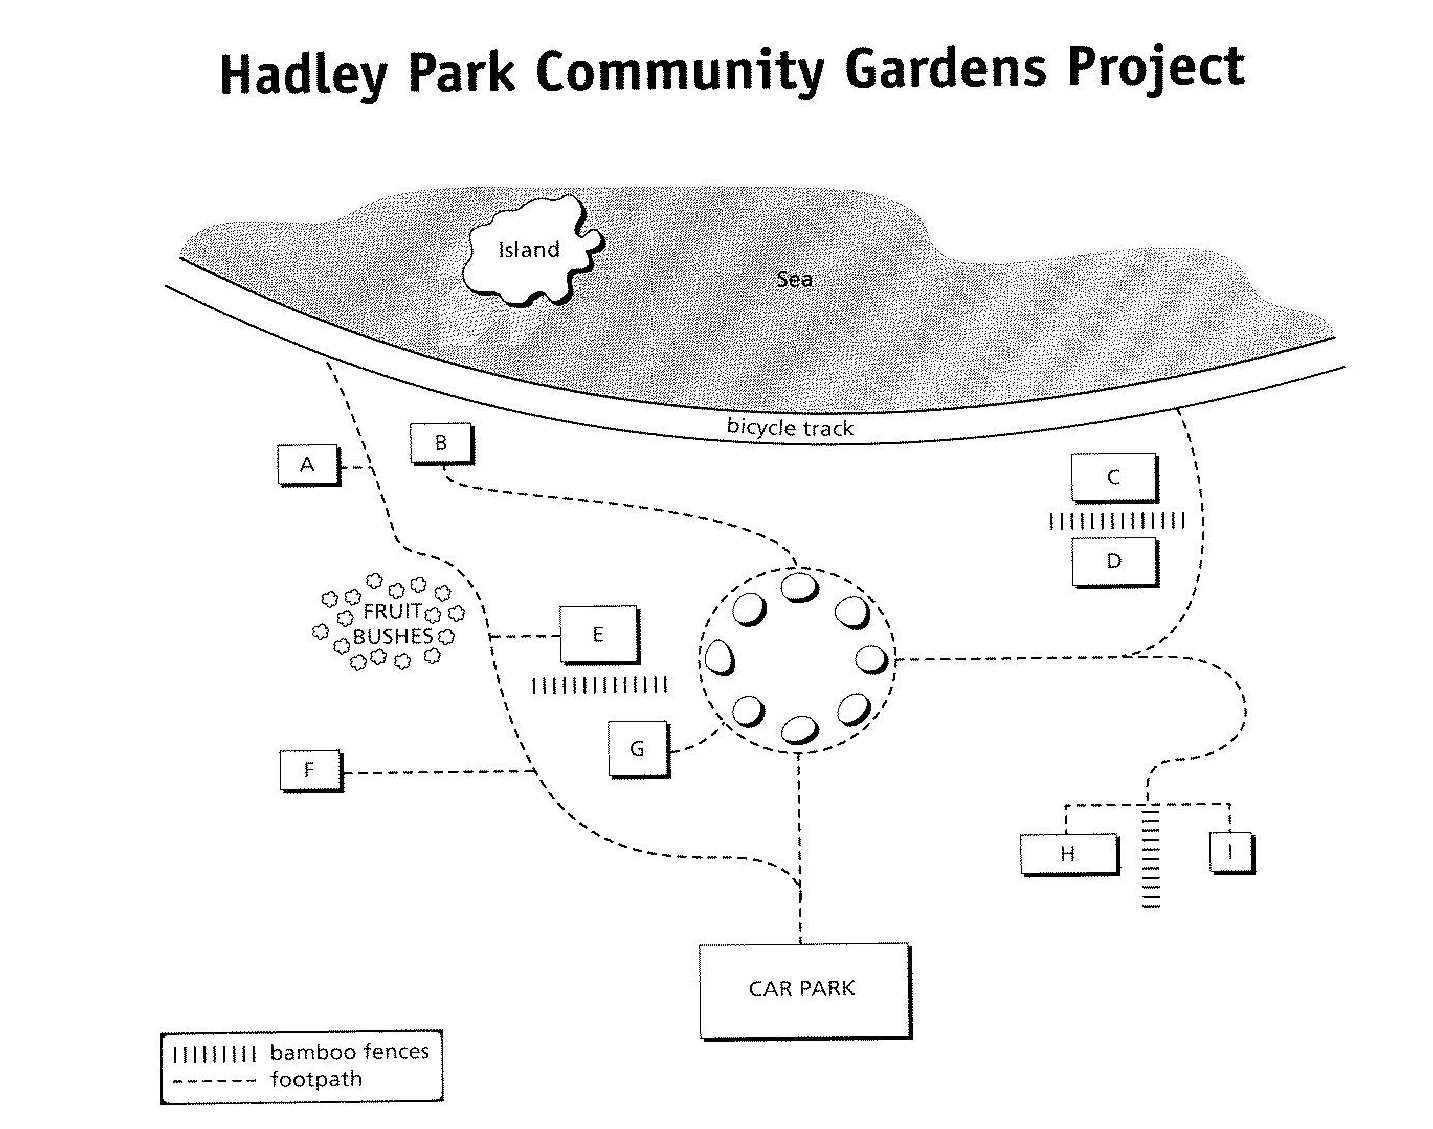 Hadley Park Community Gardens Project
Island
Sea
bicycle track
A
B
C
D
FRUIT
BUSHES
E
G
F
H
I
CAR PARK
bamboo fences
footpath